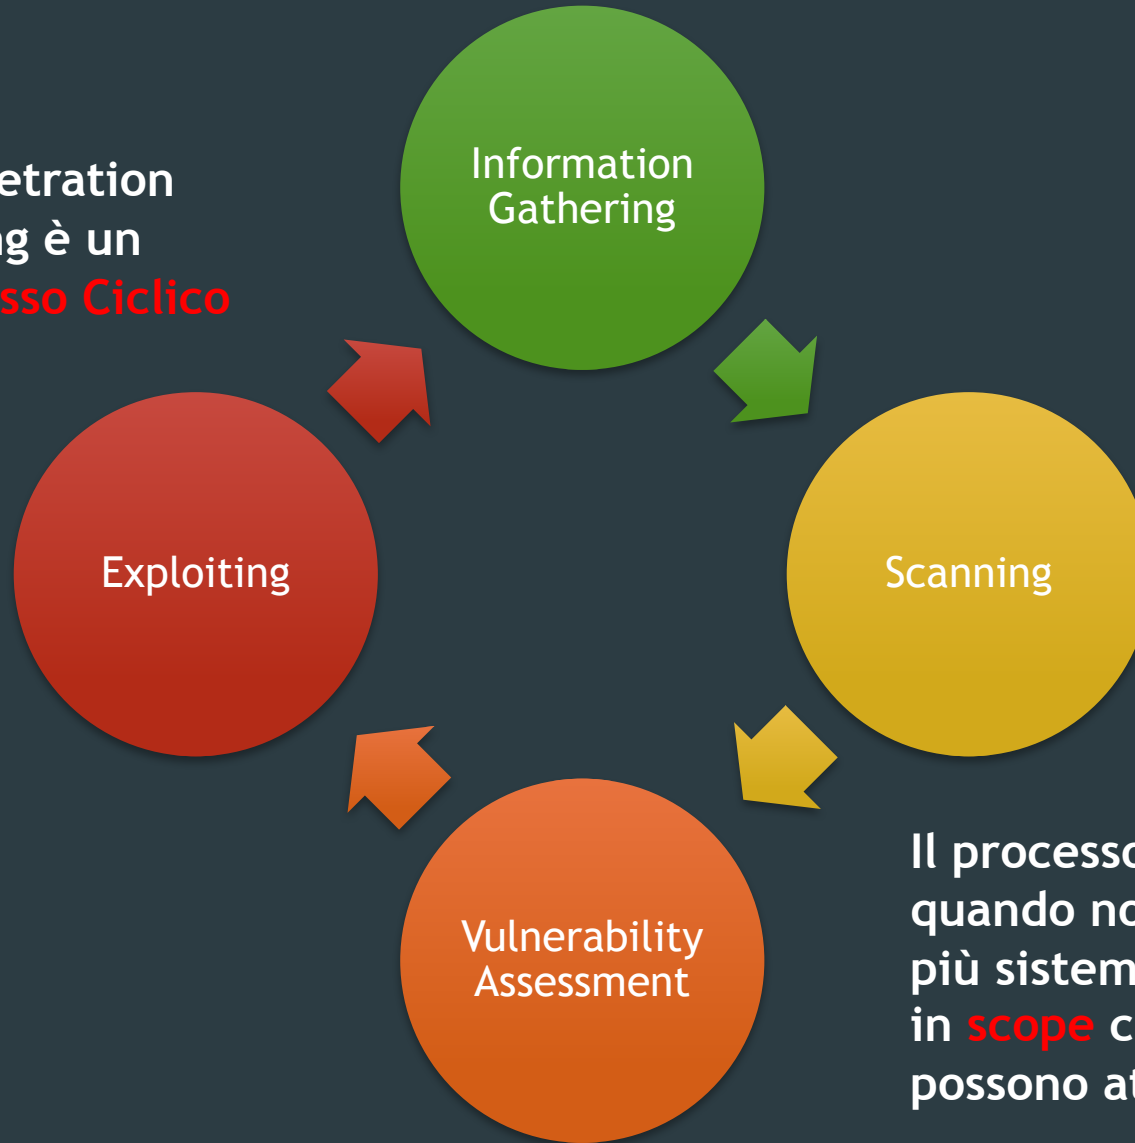 Information
Gathering
etration
ng è un
sso Ciclico
Exploiting
Scanning
Vulnerability
Assessment
Il processo
quando no
più sistem
in scope c
possono at